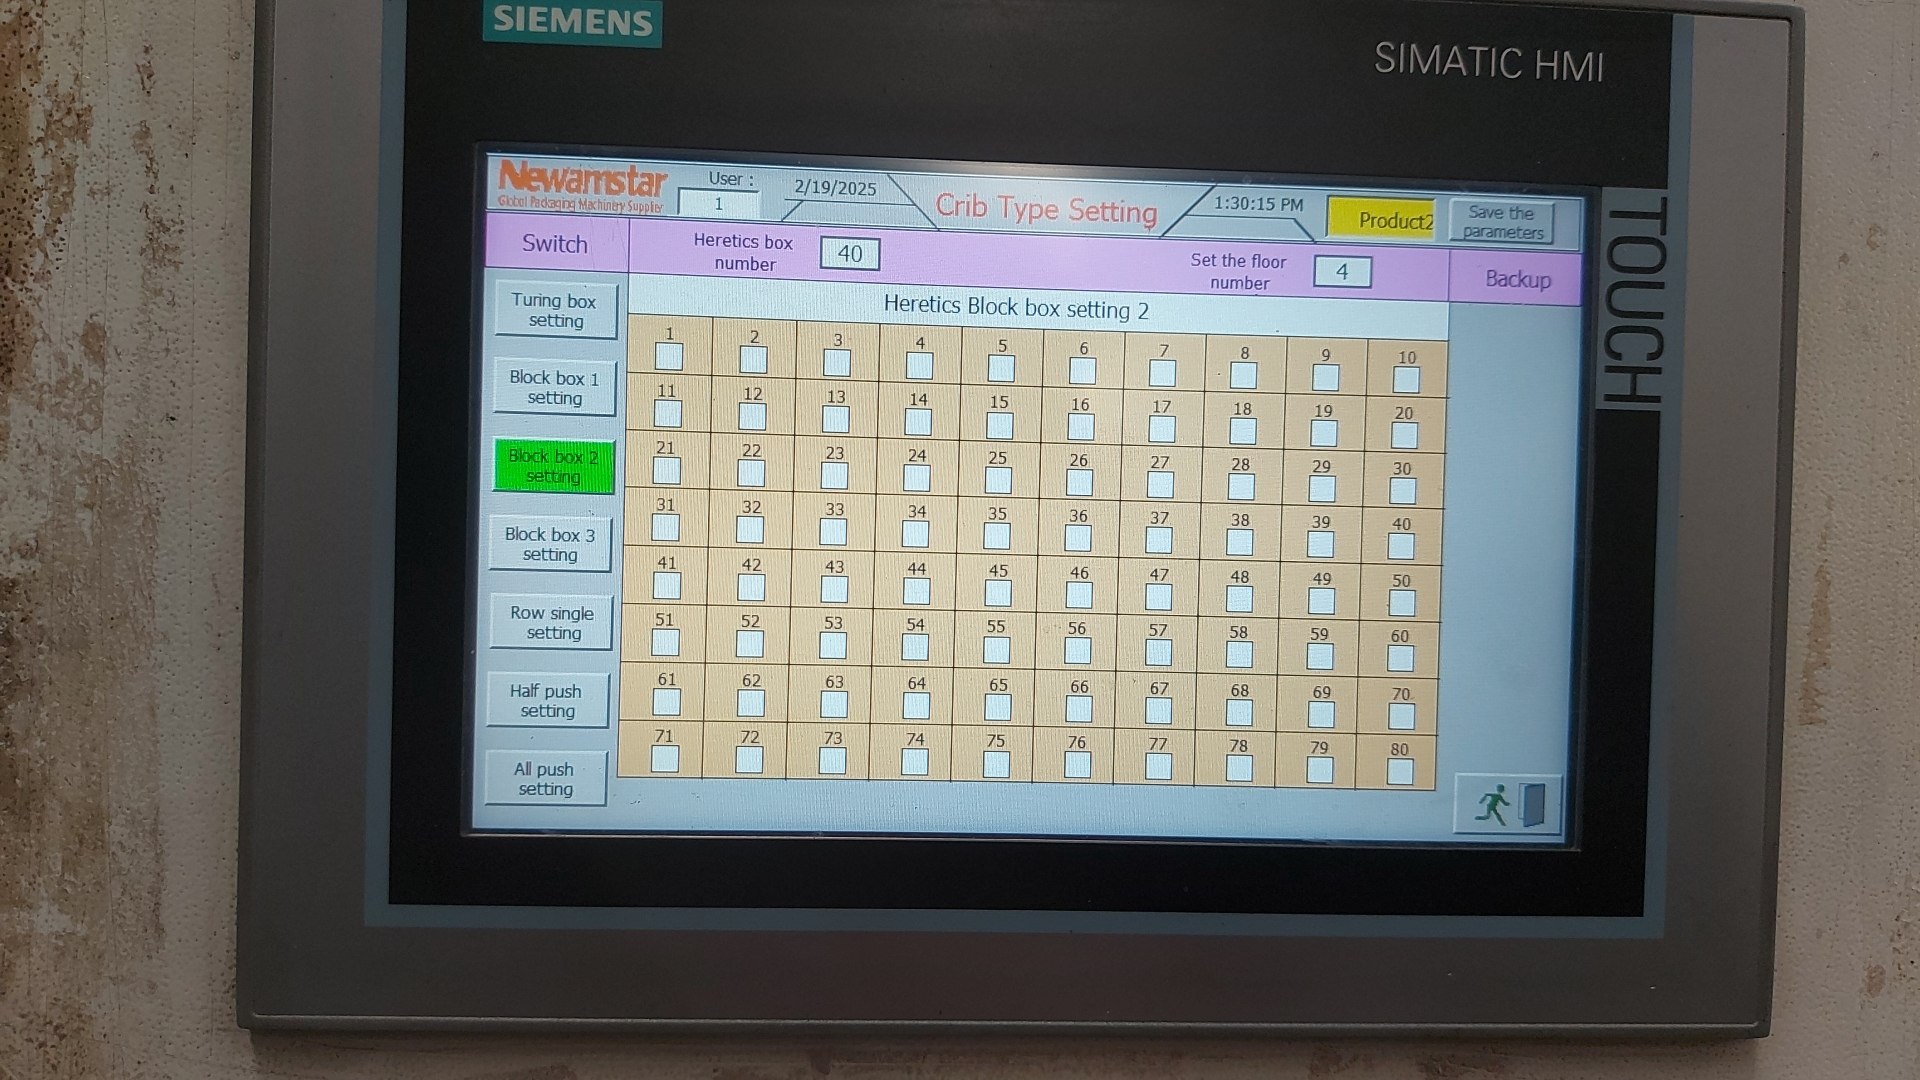 SIEMENS
SIMATIC HMI
TOUCH
Newamstar
Global Packaging Machinery Supplier
User :
1
2/19/2025
Crib Type Setting
1:30:15 PM
Product2
Save the
parameters
Switch
Heretics box
number
40
Set the floor
number
4
Backup
Heretics Block box setting 2
Turing box
setting
Block box 1
setting
Block box 2
setting
Block box 3
setting
Row single
setting
Half push
setting
All push
setting
1 2 3 4 5 6 7 8 9 10
11 12 13 14 15 16 17 18 19 20
21 22 23 24 25 26 27 28 29 30
31 32 33 34 35 36 37 38 39 40
41 42 43 44 45 46 47 48 49 50
51 52 53 54 55 56 57 58 59 60
61 62 63 64 65 66 67 68 69 70
71 72 73 74 75 76 77 78 79 80